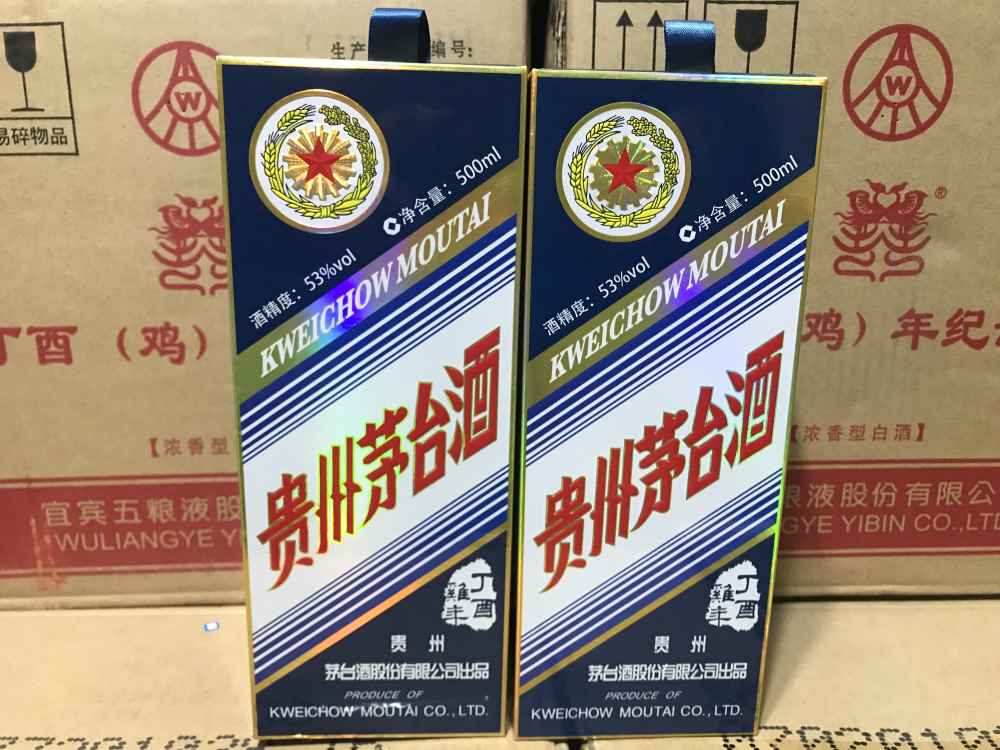 生产
编号:
易碎物品
W
W
®
丁酉（鸡）
（鸡）年纪
【浓香型
浓香型白酒】
宜宾五粮液股
WULIANGYE YI
粮液股份有限公
GYE YIBIN CO.,LTD
净含量：500ml
酒精度：53%vol
KWEICHOW MOUTAI
贵州茅台酒
丁酉
雞年
贵州
茅台酒股份有限公司出品
PRODUCE OF
KWEICHOW MOUTAI CO., LTD.
净含量：500ml
酒精度：53%vol
KWEICHOW MOUTAI
贵州茅台酒
丁酉
雞年
贵州
茅台酒股份有限公司出品
PRODUCE OF
KWEICHOW MOUTAI CO., LTD.